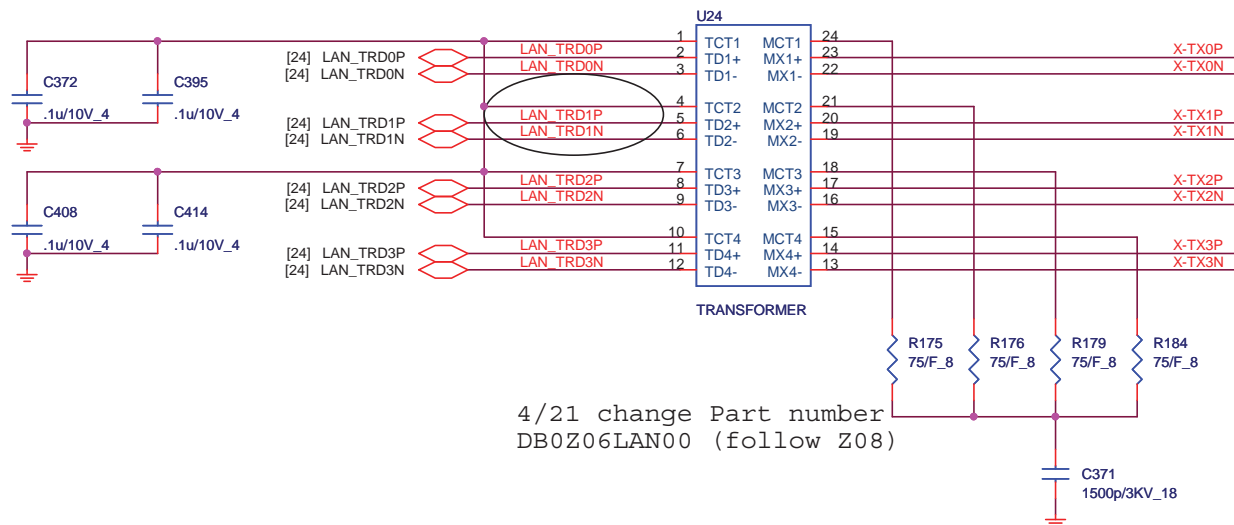 U24
1 TCT1 MCT1 24
[24] LAN_TRD0P LAN_TRD0P 2 TD1+ MX1+ 23 X-TX0P
[24] LAN_TRD0N LAN_TRD0N 3 TD1- MX1- 22 X-TX0N
C372 C395
4 TCT2 MCT2 21
.1u/10V_4 .1u/10V_4
[24] LAN_TRD1P LAN_TRD1P 5 TD2+ MX2+ 20 X-TX1P
[24] LAN_TRD1N LAN_TRD1N 6 TD2- MX2- 19 X-TX1N
7 TCT3 MCT3 18
[24] LAN_TRD2P LAN_TRD2P 8 TD3+ MX3+ 17 X-TX2P
[24] LAN_TRD2N LAN_TRD2N 9 TD3- MX3- 16 X-TX2N
C408 C414
10 TCT4 MCT4 15
.1u/10V_4 .1u/10V_4
[24] LAN_TRD3P LAN_TRD3P 11 TD4+ MX4+ 14 X-TX3P
[24] LAN_TRD3N LAN_TRD3N 12 TD4- MX4- 13 X-TX3N
TRANSFORMER
R175 R176 R179 R184
75/F_8 75/F_8 75/F_8 75/F_8
4/21 change Part number
DB0Z06LAN00 (follow Z08)
C371
1500p/3KV_18